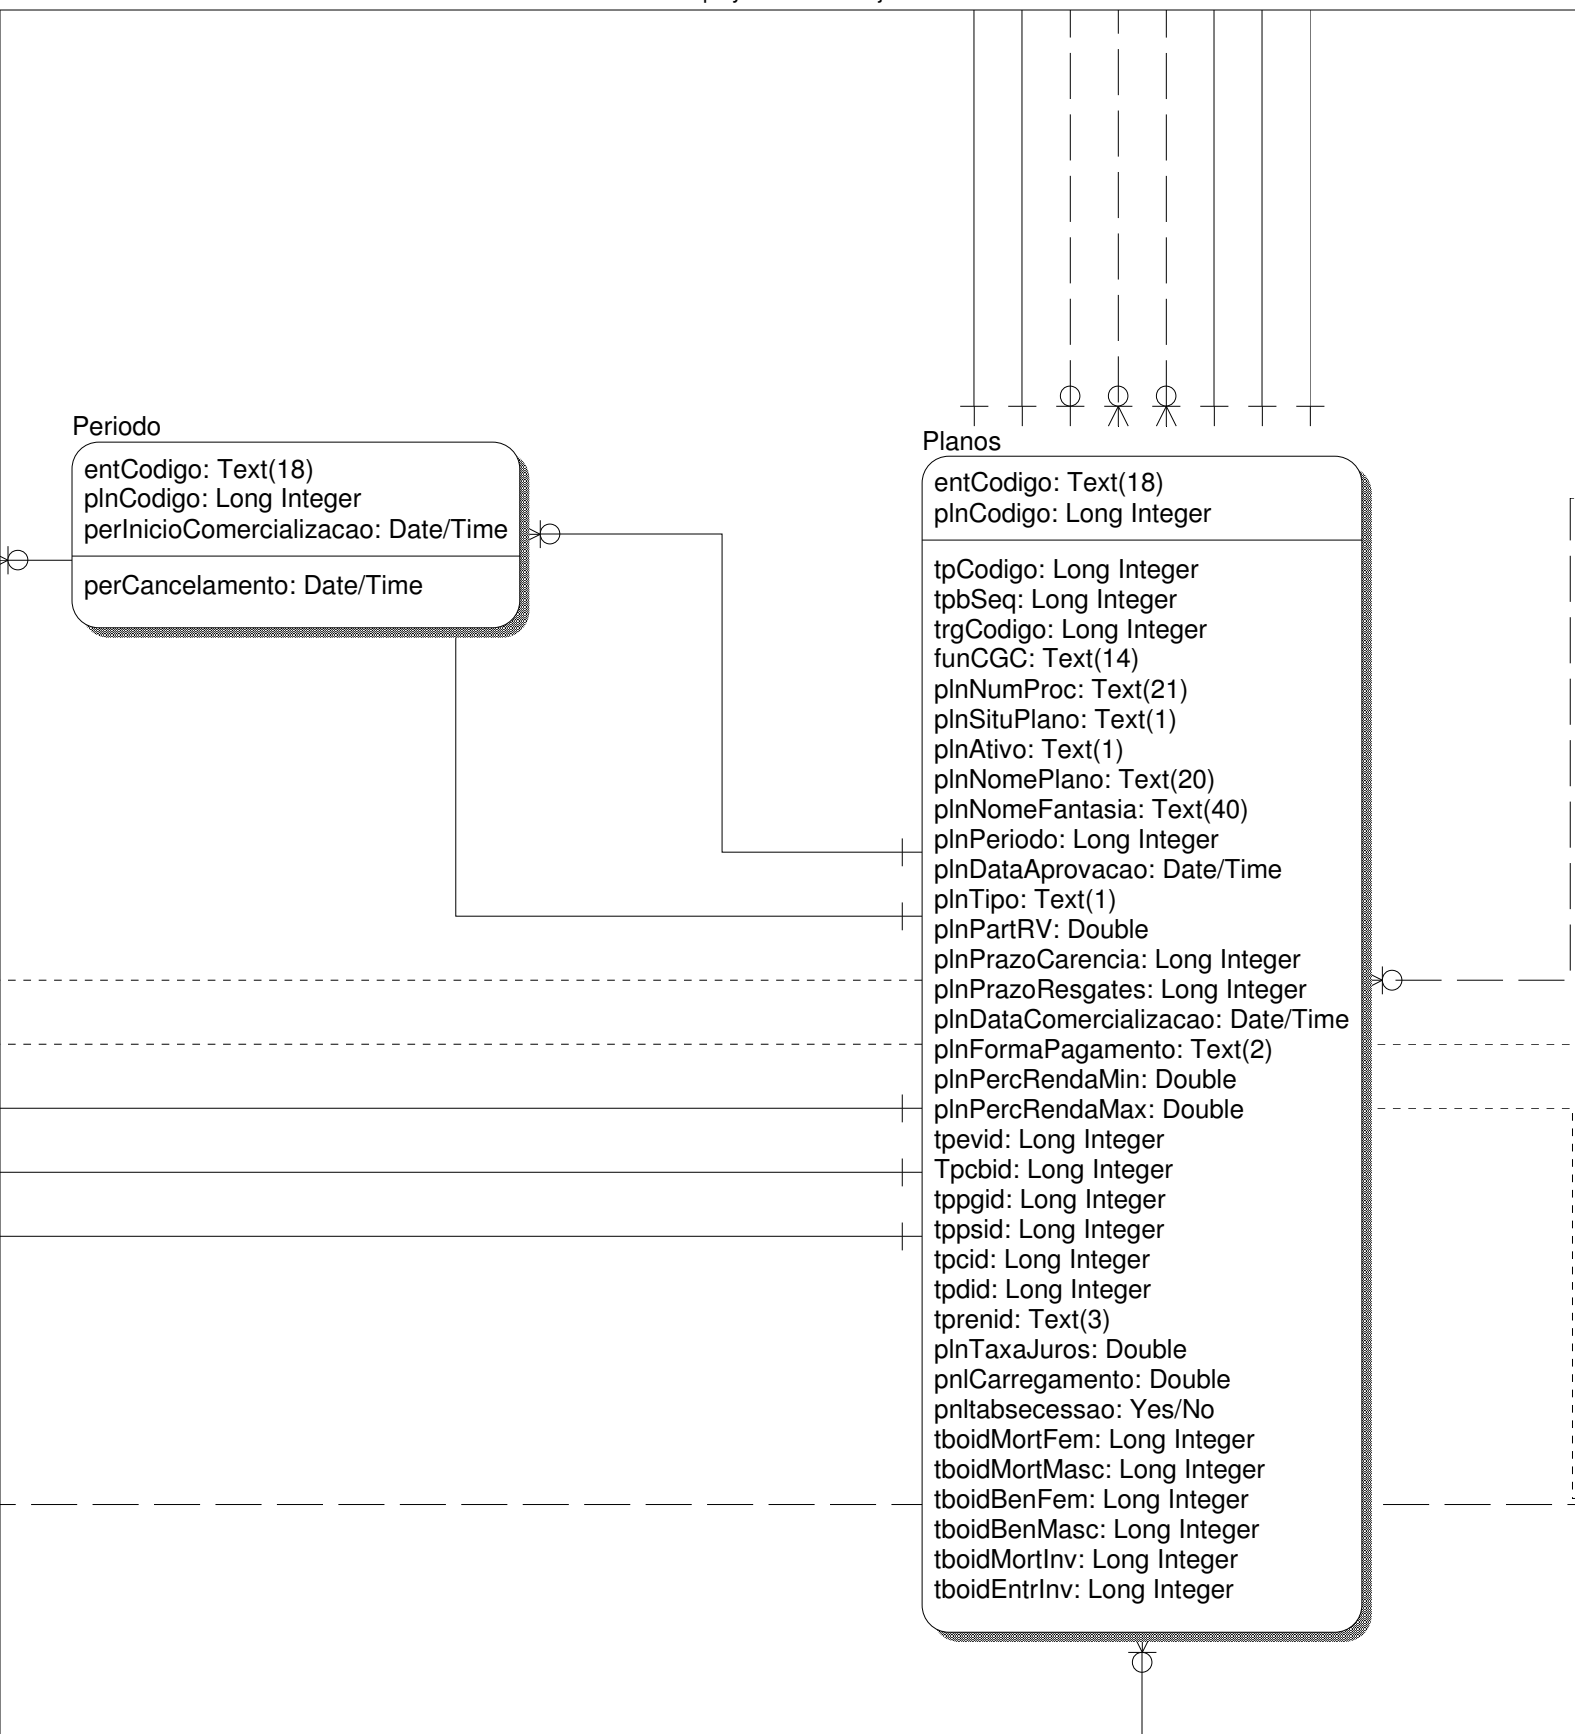 Periodo
entCodigo: Text(18)
plnCodigo: Long Integer
perInicioComercializacao: Date/Time
perCancelamento: Date/Time
Planos
entCodigo: Text(18)
plnCodigo: Long Integer
tpCodigo: Long Integer
tpbSeq: Long Integer
trgCodigo: Long Integer
funCGC: Text(14)
plnNumProc: Text(21)
plnSituPlano: Text(1)
plnAtivo: Text(1)
plnNomePlano: Text(20)
plnNomeFantasia: Text(40)
plnPeriodo: Long Integer
plnDataAprovacao: Date/Time
plnTipo: Text(1)
plnPartRV: Double
plnPrazoCarencia: Long Integer
plnPrazoResgates: Long Integer
plnDataComercializacao: Date/Time
plnFormaPagamento: Text(2)
plnPercRendaMin: Double
plnPercRendaMax: Double
tpevid: Long Integer
Tpcbid: Long Integer
tppgid: Long Integer
tppsid: Long Integer
tpcid: Long Integer
tpdid: Long Integer
tprenid: Text(3)
plnTaxaJuros: Double
pnlCarregamento: Double
pnltabsecessao: Yes/No
tboidMortFem: Long Integer
tboidMortMasc: Long Integer
tboidBenFem: Long Integer
tboidBenMasc: Long Integer
tboidMortInv: Long Integer
tboidEntrInv: Long Integer